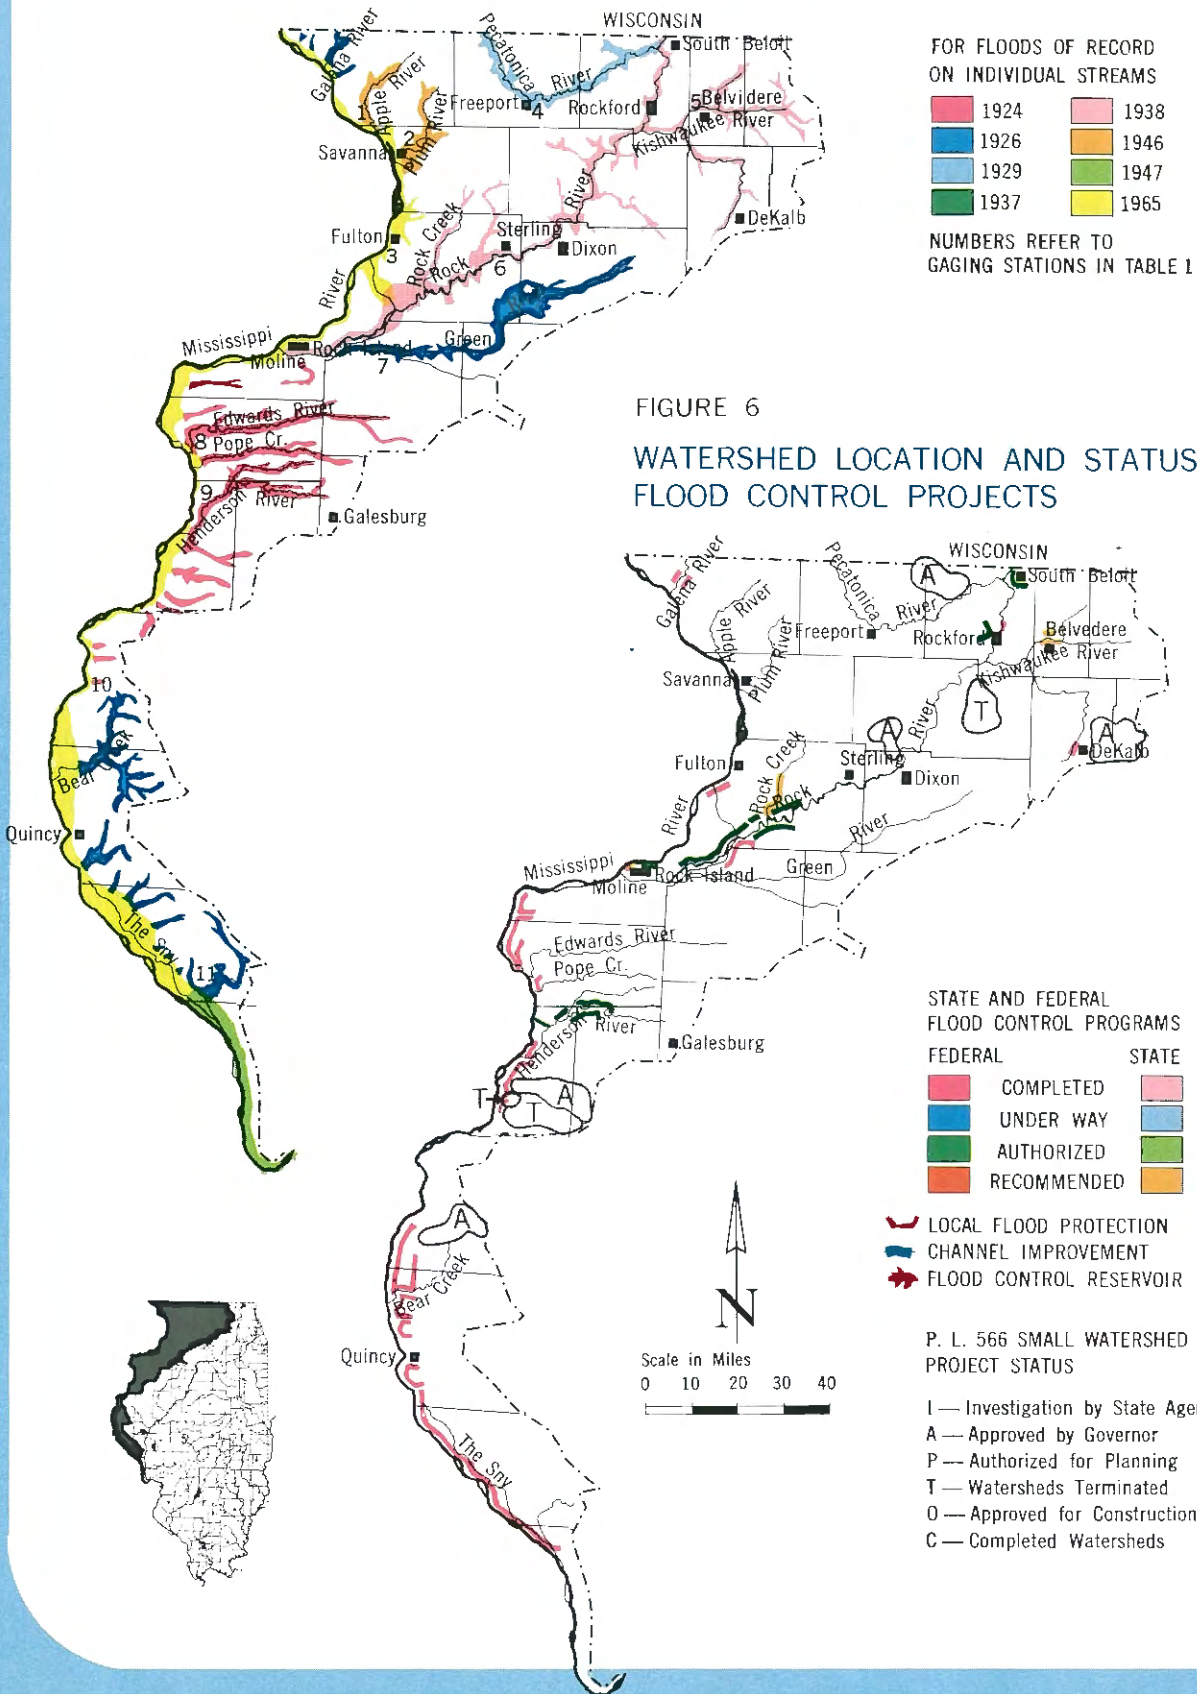 WISCONSIN
Galena River
Apple River
Plum River
Pecatonica River
South Beloit
Freeport
Rockford
Belvidere
Kishwaukee River
1
2
4
5
Savanna
Fulton
3
Rock Creek
Rock River
Sterling
6
Dixon
DeKalb
River
Mississippi
Moline
Rock Island
Green
7
Edwards River
8
Pope Cr.
9
Henderson River
Galesburg
10
Bear
Quincy
The Sny
11
FOR FLOODS OF RECORD
ON INDIVIDUAL STREAMS
1924 1938
1926 1946
1929 1947
1937 1965
NUMBERS REFER TO
GAGING STATIONS IN TABLE 1
FIGURE 6
WATERSHED LOCATION AND STATUS
FLOOD CONTROL PROJECTS
WISCONSIN
Galena River
Apple River
Plum River
Pecatonica River
A
South Beloit
Freeport
Rockford
Belvedere
Kishwaukee River
Savanna
T
A
River
A
DeKalb
Fulton
Rock Creek
Rock
Sterling
Dixon
River
River
Mississippi
Moline
Rock Island
Green
Edwards River
Pope Cr.
Henderson River
Galesburg
T
A
T
A
Bear Creek
Quincy
The Sny
N
Scale in Miles
0 10 20 30 40
STATE AND FEDERAL
FLOOD CONTROL PROGRAMS
FEDERAL STATE
COMPLETED
UNDER WAY
AUTHORIZED
RECOMMENDED
LOCAL FLOOD PROTECTION
CHANNEL IMPROVEMENT
FLOOD CONTROL RESERVOIR
P. L. 566 SMALL WATERSHED
PROJECT STATUS
I — Investigation by State Age
A — Approved by Governor
P — Authorized for Planning
T — Watersheds Terminated
O — Approved for Construction
C — Completed Watersheds